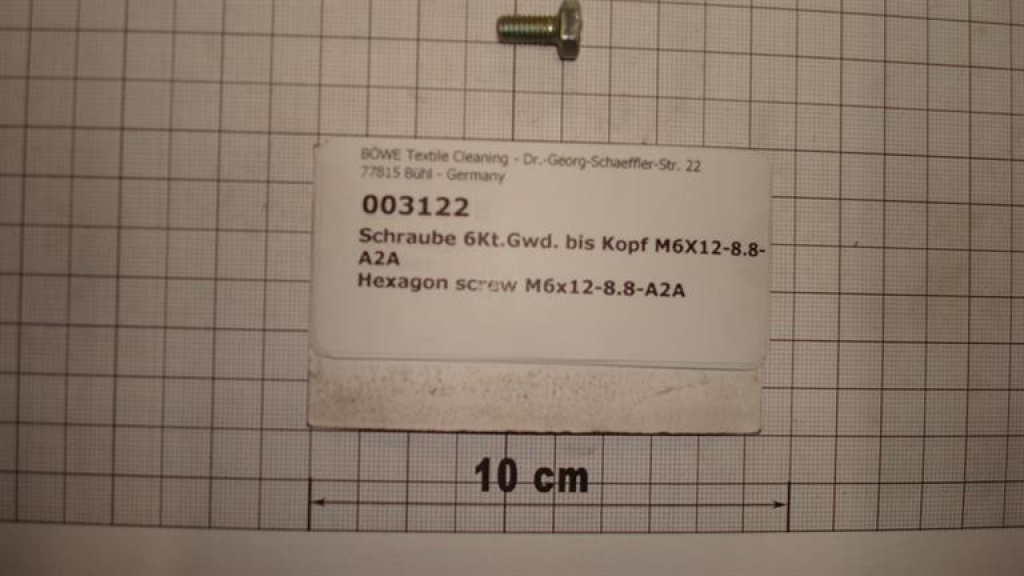 BÖWE Textile Cleaning - Dr.-Georg-Schaeffler-Str. 22
77815 Bühl - Germany
003122
Schraube 6Kt.Gwd. bis Kopf M6X12-8.8-
A2A
Hexagon screw M6x12-8.8-A2A
10 cm